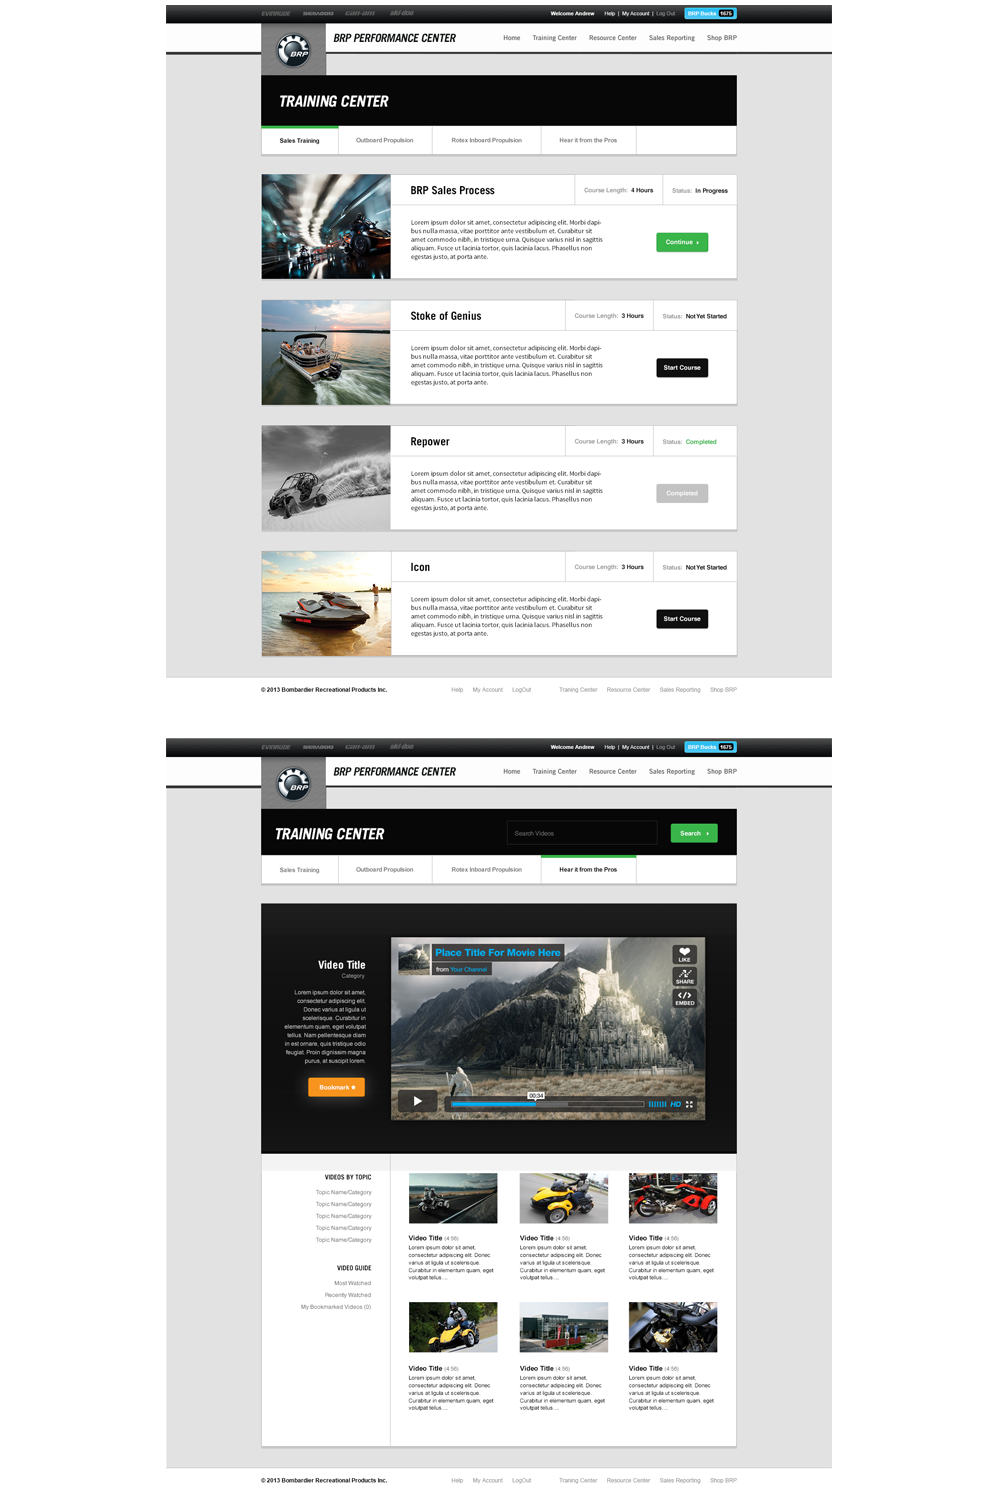 EVINRUDE SEA-DOO can-am ski-doo
Welcome Andrew Help | My Account | Log Out BRP Bucks 1675
BRP
BRP PERFORMANCE CENTER
Home Training Center Resource Center Sales Reporting Shop BRP
TRAINING CENTER
Sales Training Outboard Propulsion Rotex Inboard Propulsion Hear it from the Pros
BRP Sales Process
Course Length: 4 Hours Status: In Progress
Lorem ipsum dolor sit amet, consectetur adipiscing elit. Morbi dapi-
bus nulla massa, vitae porttitor ante vestibulum et. Curabitur sit
amet commodo nibh, in tristique urna. Quisque varius nisl in sagittis
aliquam. Fusce ut lacinia tortor, quis lacinia lacus. Phasellus non
egestas justo, at porta ante.
Continue
Stoke of Genius
Course Length: 3 Hours Status: Not Yet Started
Lorem ipsum dolor sit amet, consectetur adipiscing elit. Morbi dapi-
bus nulla massa, vitae porttitor ante vestibulum et. Curabitur sit
amet commodo nibh, in tristique urna. Quisque varius nisl in sagittis
aliquam. Fusce ut lacinia tortor, quis lacinia lacus. Phasellus non
egestas justo, at porta ante.
Start Course
Repower
Course Length: 3 Hours Status: Completed
Lorem ipsum dolor sit amet, consectetur adipiscing elit. Morbi dapi-
bus nulla massa, vitae porttitor ante vestibulum et. Curabitur sit
amet commodo nibh, in tristique urna. Quisque varius nisl in sagittis
aliquam. Fusce ut lacinia tortor, quis lacinia lacus. Phasellus non
egestas justo, at porta ante.
Completed
Icon
Course Length: 3 Hours Status: Not Yet Started
Lorem ipsum dolor sit amet, consectetur adipiscing elit. Morbi dapi-
bus nulla massa, vitae porttitor ante vestibulum et. Curabitur sit
amet commodo nibh, in tristique urna. Quisque varius nisl in sagittis
aliquam. Fusce ut lacinia tortor, quis lacinia lacus. Phasellus non
egestas justo, at porta ante.
Start Course
© 2013 Bombardier Recreational Products Inc. Help My Account LogOut Traning Center Resource Center Sales Reporting Shop BRP
EVINRUDE SEA-DOO can-am ski-doo
Welcome Andrew Help | My Account | Log Out BRP Bucks 1675
BRP
BRP PERFORMANCE CENTER
Home Training Center Resource Center Sales Reporting Shop BRP
TRAINING CENTER
Search Videos Search
Sales Training Outboard Propulsion Rotex Inboard Propulsion Hear it from the Pros
Video Title
Category
Lorem ipsum dolor sit amet,
consectetur adipiscing elit.
Donec varius at ligula ut
scelerisque. Curabitur in
elementum quam, eget volutpat
tellus. Nam pellentesque diam
in est ornare, quis tristique odio
feugiat. Proin dignissim magna
purus, at suscipit lorem.
Bookmark
Place Title For Movie Here
from Your Channal
LIKE
SHARE
EMBED
00:34
HD
VIDEOS BY TOPIC
Topic Name/Category
Topic Name/Category
Topic Name/Category
Topic Name/Category
Topic Name/Category
VIDEO GUIDE
Most Watched
Recently Watched
My Bookmarked Videos (0)
Video Title (4:56)
Lorem ipsum dolor sit amet,
consectetur adipiscing elit. Donec
varius at ligula ut scelerisque.
Curabitur in elementum quam, eget
volutpat tellus....
Video Title (4:56)
Lorem ipsum dolor sit amet,
consectetur adipiscing elit. Donec
varius at ligula ut scelerisque.
Curabitur in elementum quam, eget
volutpat tellus....
Video Title (4:56)
Lorem ipsum dolor sit amet,
consectetur adipiscing elit. Donec
varius at ligula ut scelerisque.
Curabitur in elementum quam, eget
volutpat tellus....
Video Title (4:56)
Lorem ipsum dolor sit amet,
consectetur adipiscing elit. Donec
varius at ligula ut scelerisque.
Curabitur in elementum quam, eget
volutpat tellus....
Video Title (4:56)
Lorem ipsum dolor sit amet,
consectetur adipiscing elit. Donec
varius at ligula ut scelerisque.
Curabitur in elementum quam, eget
volutpat tellus....
Video Title (4:56)
Lorem ipsum dolor sit amet,
consectetur adipiscing elit. Donec
varius at ligula ut scelerisque.
Curabitur in elementum quam, eget
volutpat tellus....
© 2013 Bombardier Recreational Products Inc. Help My Account LogOut Traning Center Resource Center Sales Reporting Shop BRP